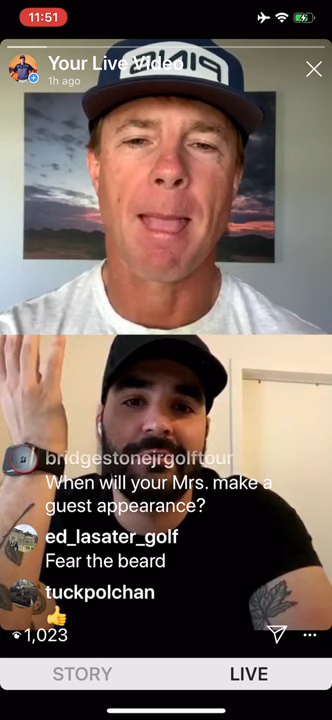 11:51
PING
Your Live Video
1h ago
bridgestonejrgolftour
When will your Mrs. make a
guest appearance?
ed_lasater_golf
Fear the beard
tuckpolchan
👍
1,023
STORY
LIVE